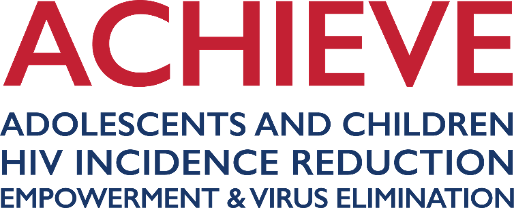 ACHIEVE
ADOLESCENTS AND CHILDREN
HIV INCIDENCE REDUCTION
EMPOWERMENT & VIRUS ELIMINATION